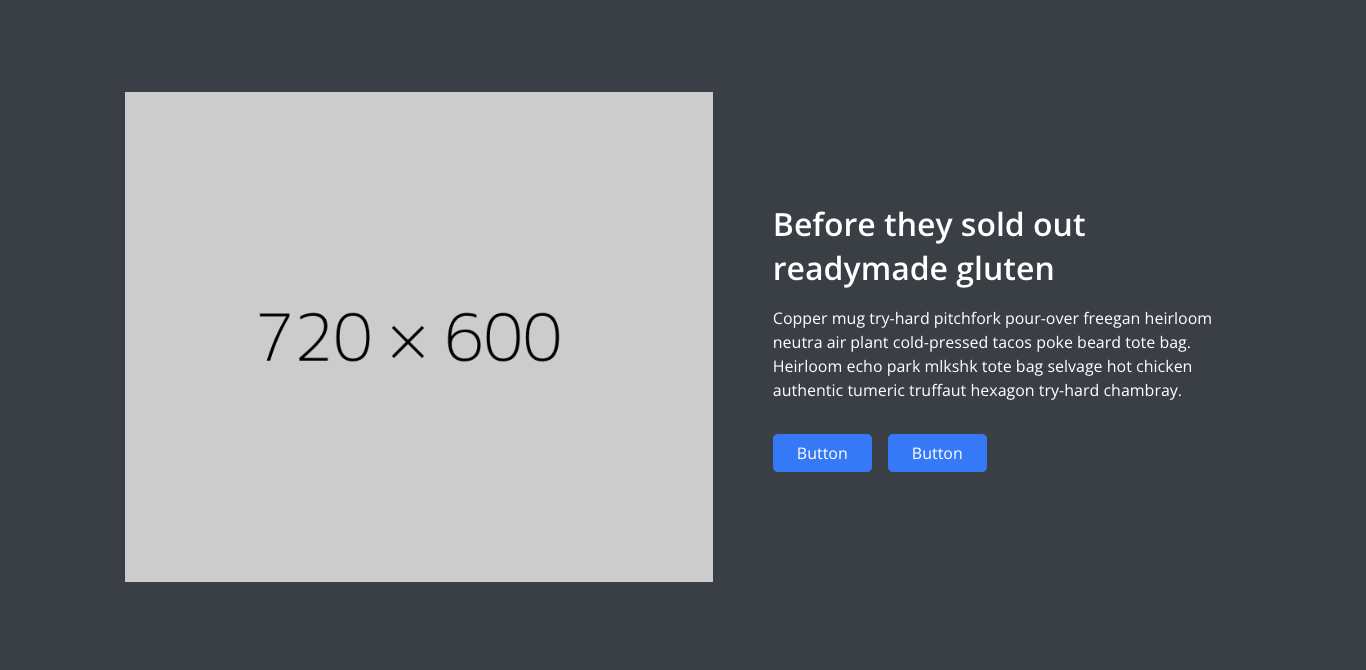 720 × 600
Before they sold out
readymade gluten
Copper mug try-hard pitchfork pour-over freegan heirloom
neutra air plant cold-pressed tacos poke beard tote bag.
Heirloom echo park mlkshk tote bag selvage hot chicken
authentic tumeric truffaut hexagon try-hard chambray.
Button Button